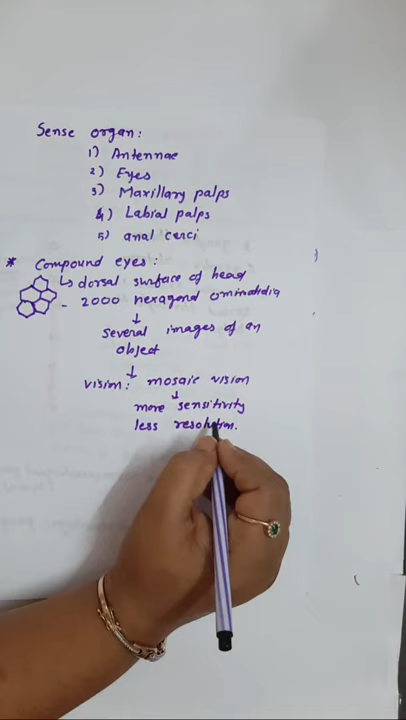 Sense organ:
1) Antennae
2) Eyes
3) Maxillary palps
4) Labial palps
5) anal cerci
* Compound eyes:
↳ dorsal surface of head
- 2000 hexagonal ommatidia
↓
several images of an
object
↓
vision: mosaic vision
↓
more sensitivity
less resolution.